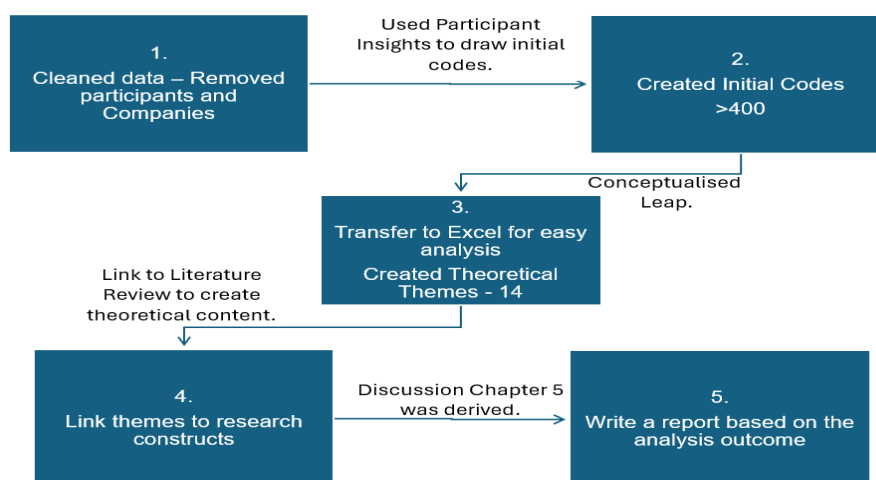 1.
Cleaned data – Removed
participants and
Companies
Used Participant
Insights to draw initial
codes.
2.
Created Initial Codes
>400
Conceptualised
Leap.
3.
Transfer to Excel for easy
analysis
Created Theoretical
Themes - 14
Link to Literature
Review to create
theoretical content.
4.
Link themes to research
constructs
Discussion Chapter 5
was derived.
5.
Write a report based on the
analysis outcome